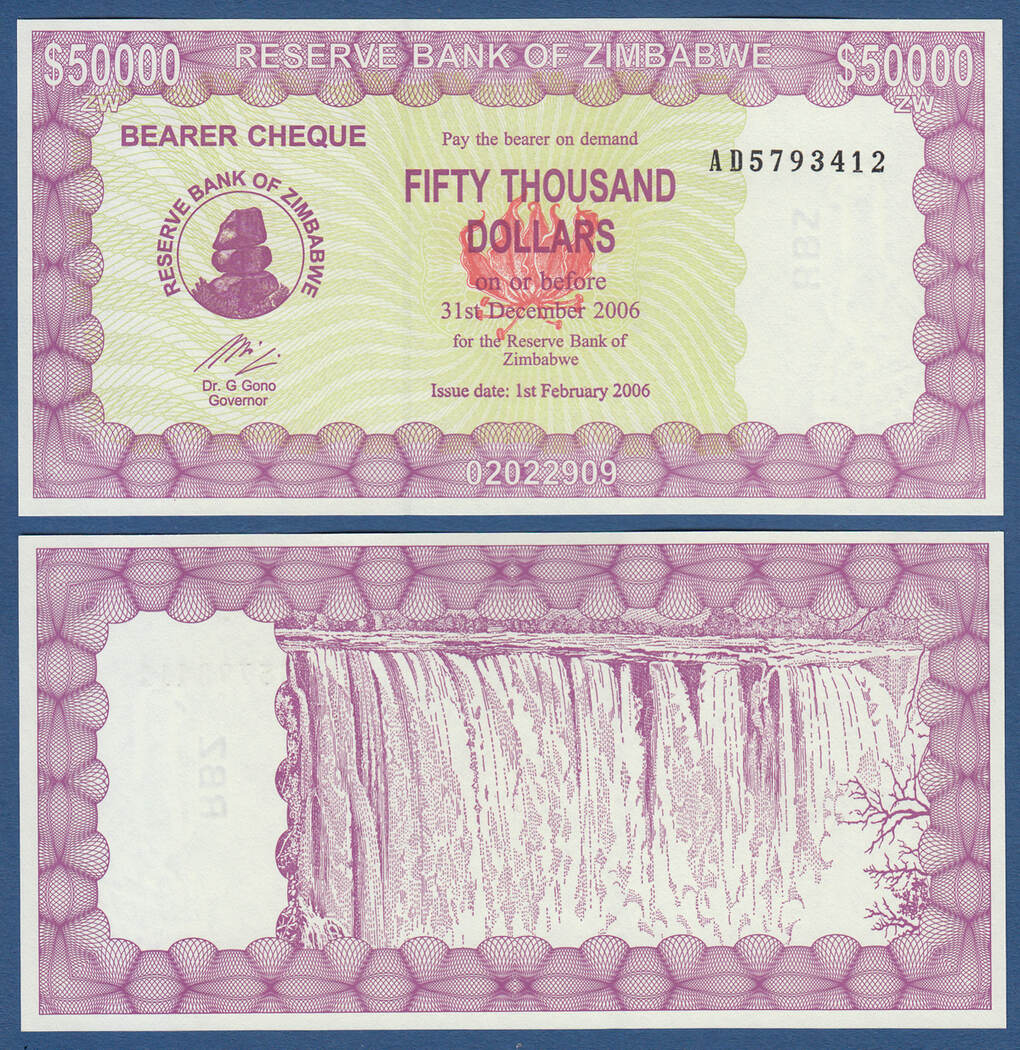 $50000 RESERVE BANK OF ZIMBABWE $50000
ZW ZW
BEARER CHEQUE
Pay the bearer on demand
AD5793412
FIFTY THOUSAND
DOLLARS
RESERVE BANK OF ZIMBABWE
on or before
31st December 2006
for the Reserve Bank of
Zimbabwe
Dr. G Gono
Governor
Issue date: 1st February 2006
02022909
RBZ
RBZ